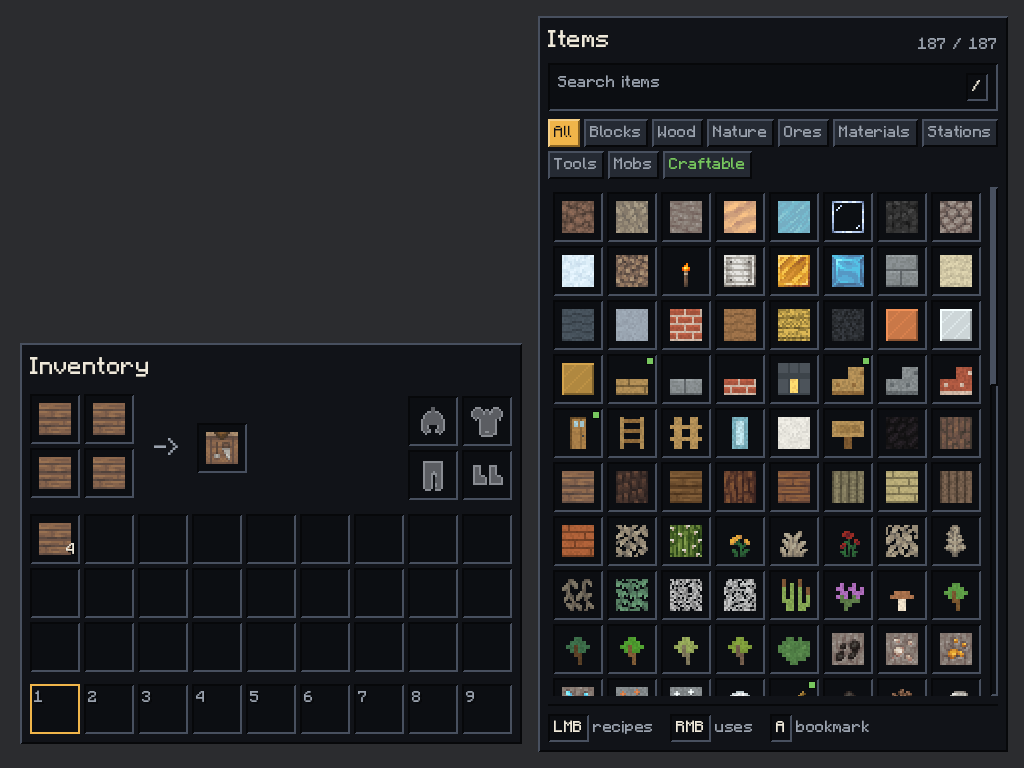 Items
187 / 187
Search items
/
All Blocks Wood Nature Ores Materials Stations
Tools Mobs Craftable
Inventory
->
4
1 2 3 4 5 6 7 8 9
LMB recipes RMB uses A bookmark